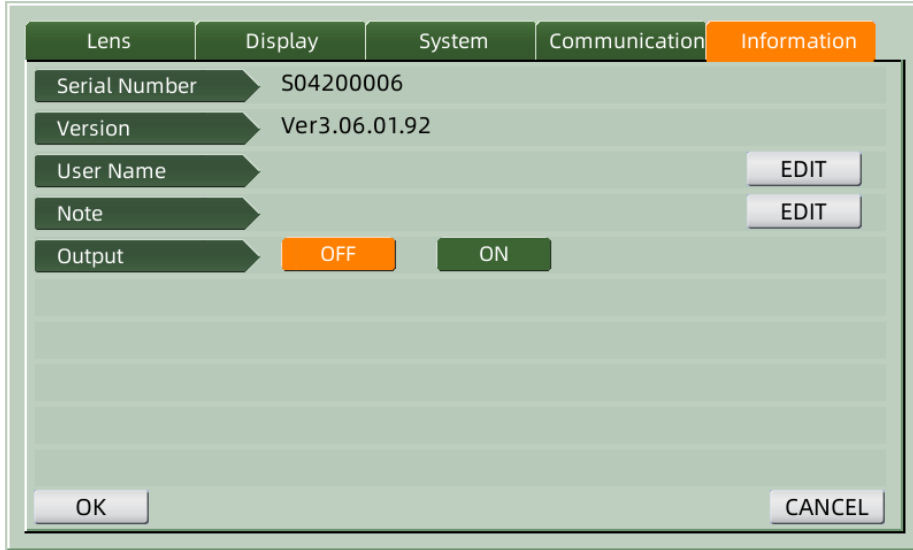 Lens Display System Communication Information
Serial Number S04200006
Version Ver3.06.01.92
User Name EDIT
Note EDIT
Output OFF ON
OK CANCEL